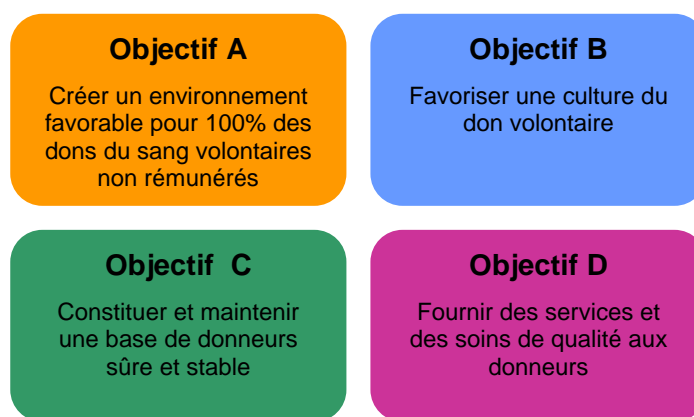 Objectif A
Créer un environnement
favorable pour 100% des
dons du sang volontaires
non rémunérés
Objectif B
Favoriser une culture du
don volontaire
Objectif C
Constituer et maintenir
une base de donneurs
sûre et stable
Objectif D
Fournir des services et
des soins de qualité aux
donneurs